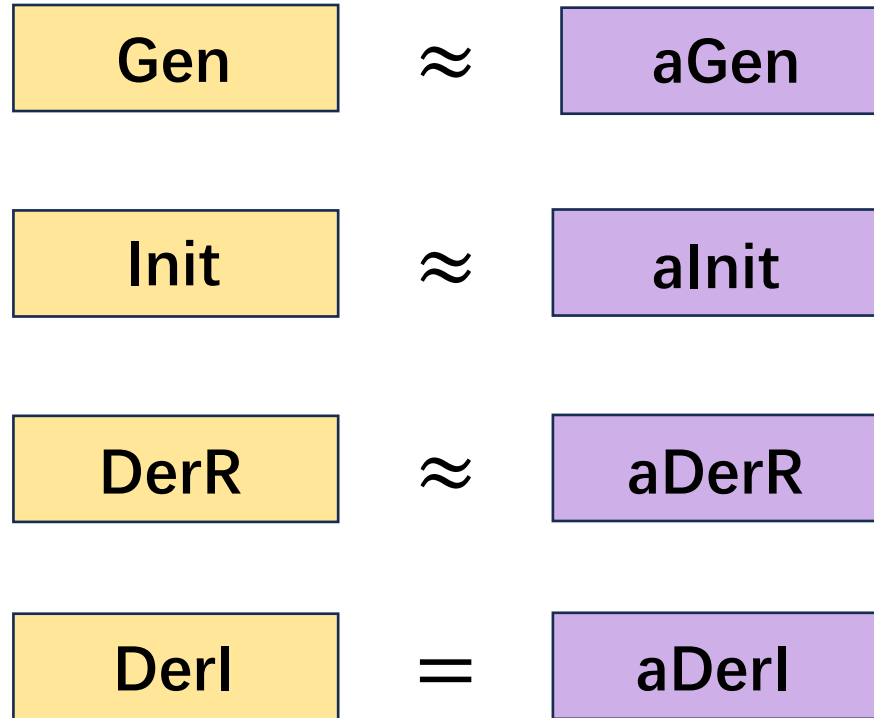 Gen ≈ aGen
Init ≈ aInit
DerR ≈ aDerR
DerI = aDerI